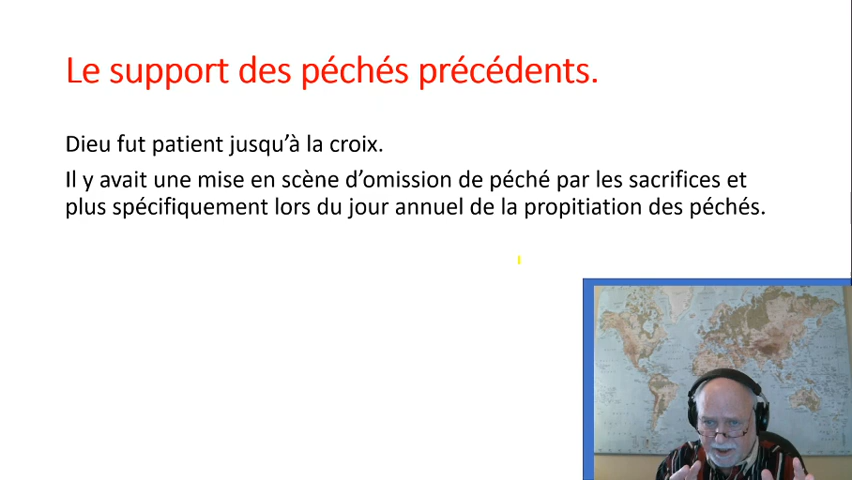 Le support des péchés précédents.
Dieu fut patient jusqu’à la croix.
Il y avait une mise en scène d’omission de péché par les sacrifices et
plus spécifiquement lors du jour annuel de la propitiation des péchés.